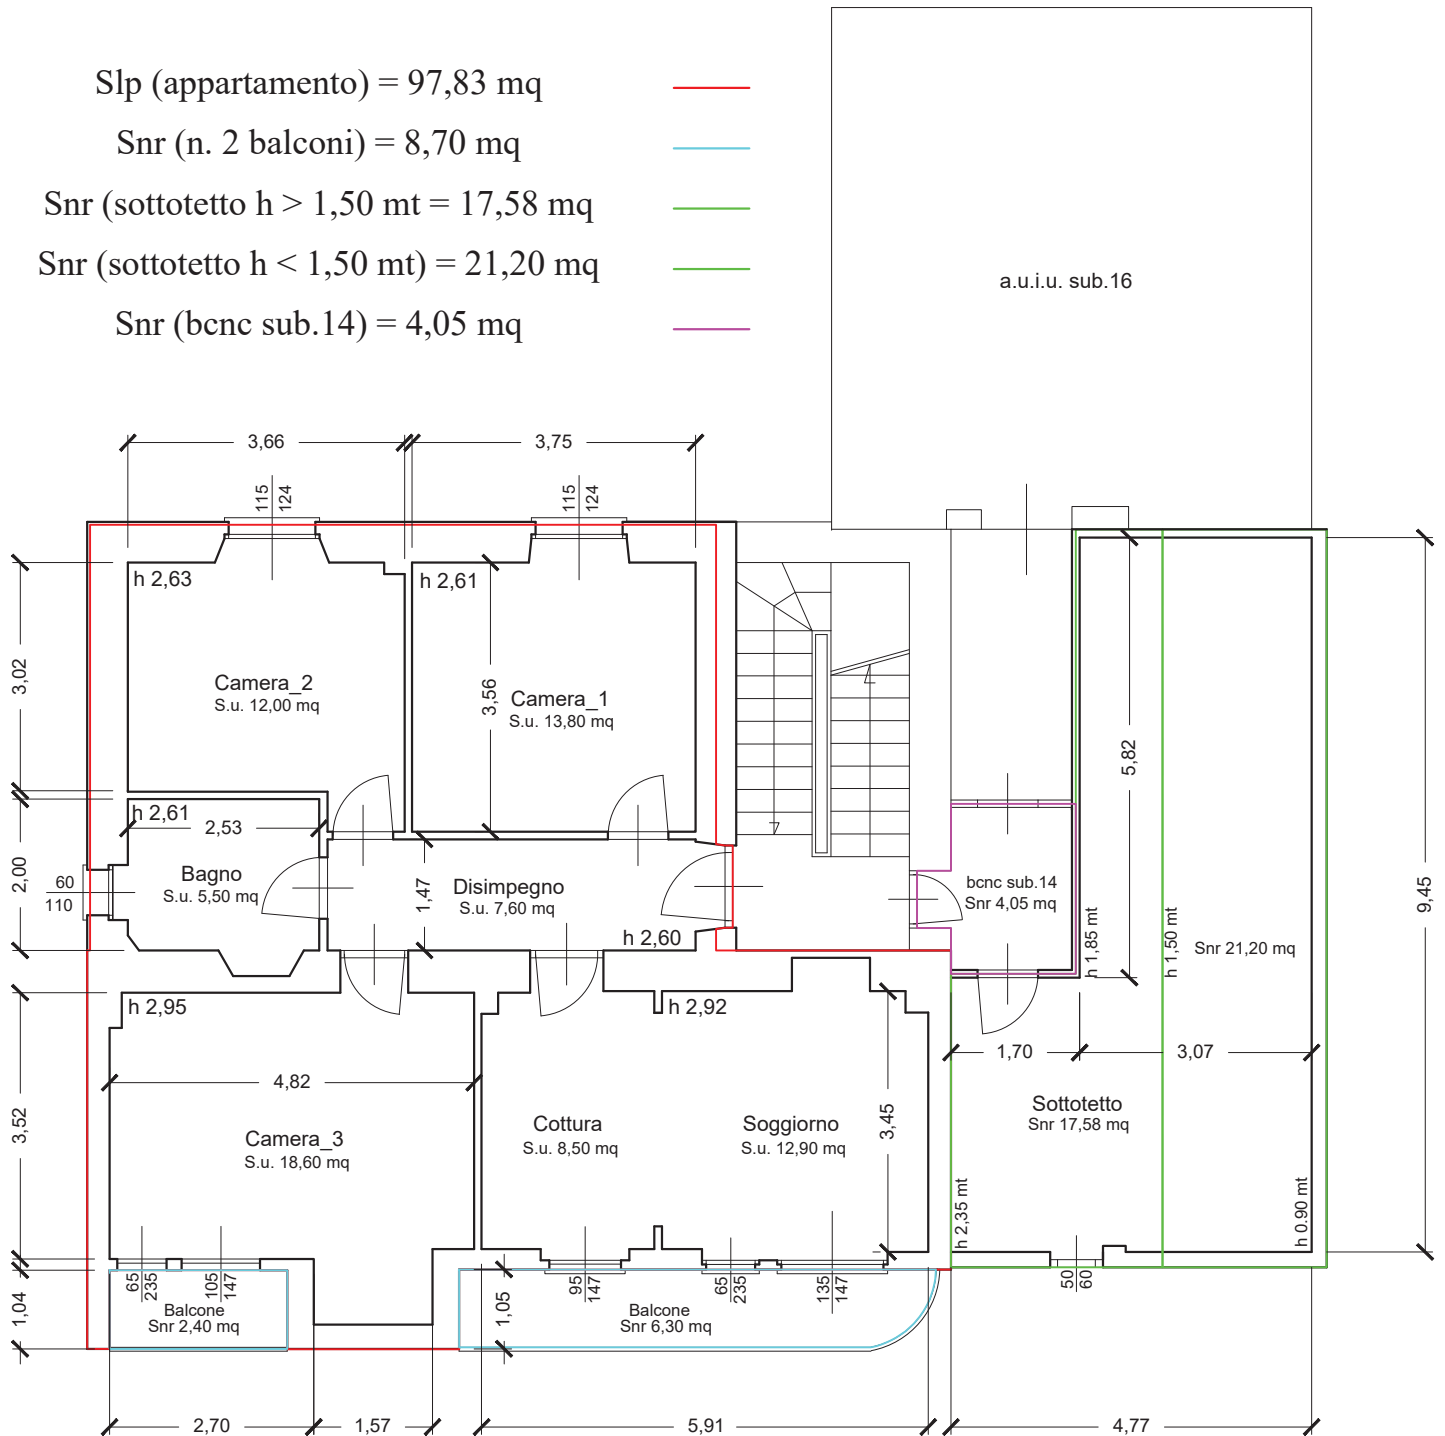 Slp (appartamento) = 97,83 mq
Snr (n. 2 balconi) = 8,70 mq
Snr (sottotetto h > 1,50 mt = 17,58 mq
Snr (sottotetto h < 1,50 mt) = 21,20 mq
Snr (bcnc sub.14) = 4,05 mq
a.u.i.u. sub.16
3,66
3,75
115
124
115
124
h 2,63
h 2,61
3,02
Camera_2
S.u. 12,00 mq
3,56
Camera_1
S.u. 13,80 mq
5,82
h 2,61
2,53
2,00
60
110
Bagno
S.u. 5,50 mq
1,47
Disimpegno
S.u. 7,60 mq
h 2,60
bcnc sub.14
Snr 4,05 mq
h 1,85 mt
h 1,50 mt
Snr 21,20 mq
9,45
h 2,95
h 2,92
1,70
3,07
4,82
3,52
Camera_3
S.u. 18,60 mq
Cottura
S.u. 8,50 mq
Soggiorno
S.u. 12,90 mq
3,45
Sottotetto
Snr 17,58 mq
h 2,35 mt
h 0.90 mt
65
235
105
147
95
147
65
235
135
147
50
60
1,04
Balcone
Snr 2,40 mq
1,05
Balcone
Snr 6,30 mq
2,70
1,57
5,91
4,77